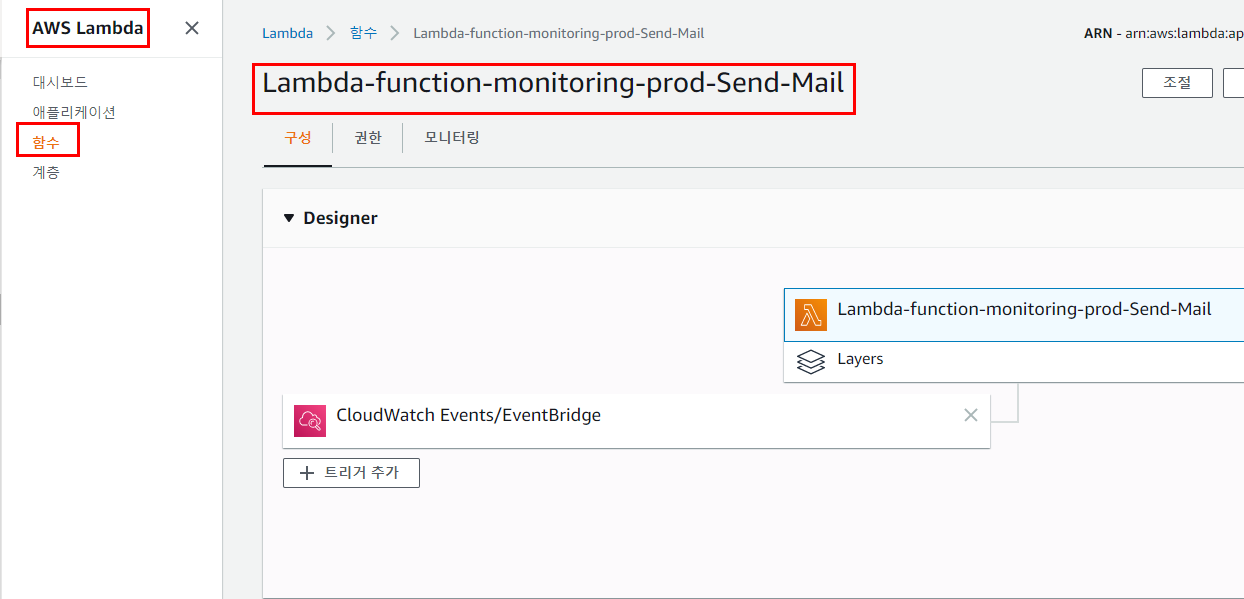 AWS Lambda
대시보드
애플리케이션
함수
계층
Lambda 함수 Lambda-function-monitoring-prod-Send-Mail
ARN - arn:aws:lambda:ap
Lambda-function-monitoring-prod-Send-Mail
조절
구성 권한 모니터링
Designer
Lambda-function-monitoring-prod-Send-Mail
Layers
CloudWatch Events/EventBridge
트리거 추가